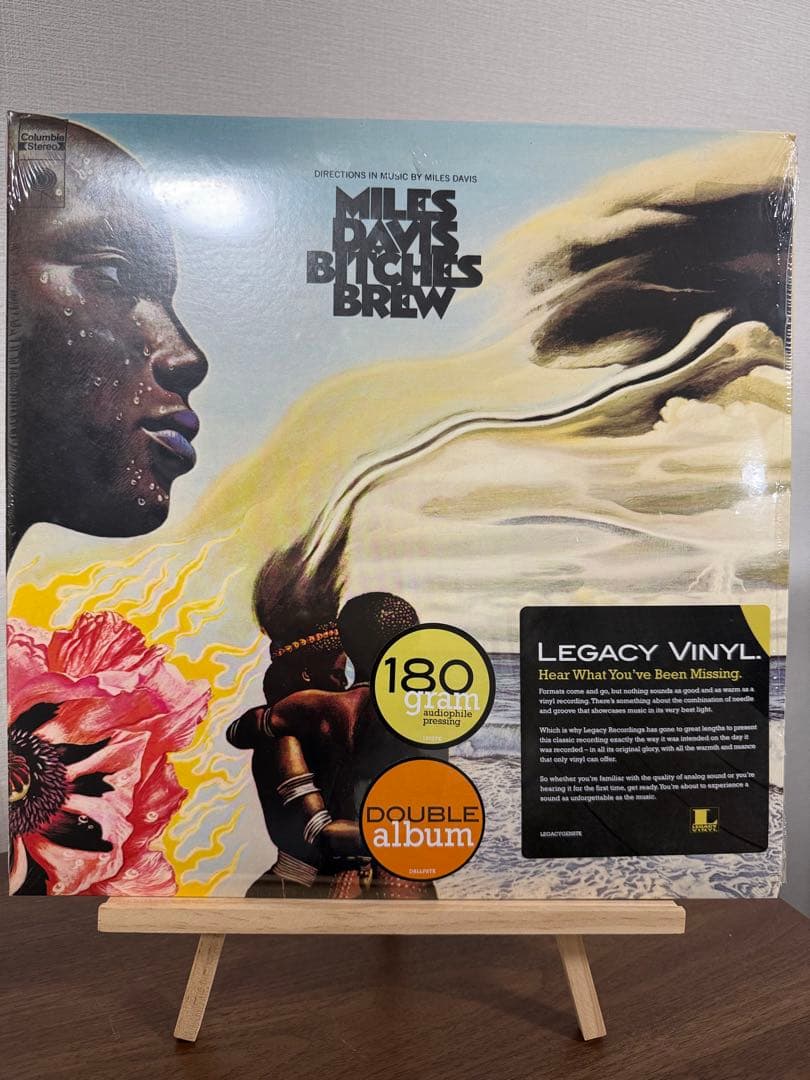 Columbia
Stereo
DIRECTIONS IN MUSIC BY MILES DAVIS
MILES
DAVIS
BITCHES
BREW
180
gram
audiophile
pressing
DOUBLE
album
LEGACY VINYL.
Hear What You've Been Missing.
Formats come and go, but nothing sounds as good and as warm as a
vinyl recording. There's something about the combination of needle
and groove that showcases music in its very best light.
Which is why Legacy Recordings has gone to great lengths to present
this classic recording exactly the way it was intended on the day it
was recorded – in all its original glory, with all the warmth and nuance
that only vinyl can offer.
So whether you're familiar with the quality of analog sound or you're
hearing it for the first time, get ready. You're about to experience a
sound as unforgettable as the music.
L
LEGACY
VINYL